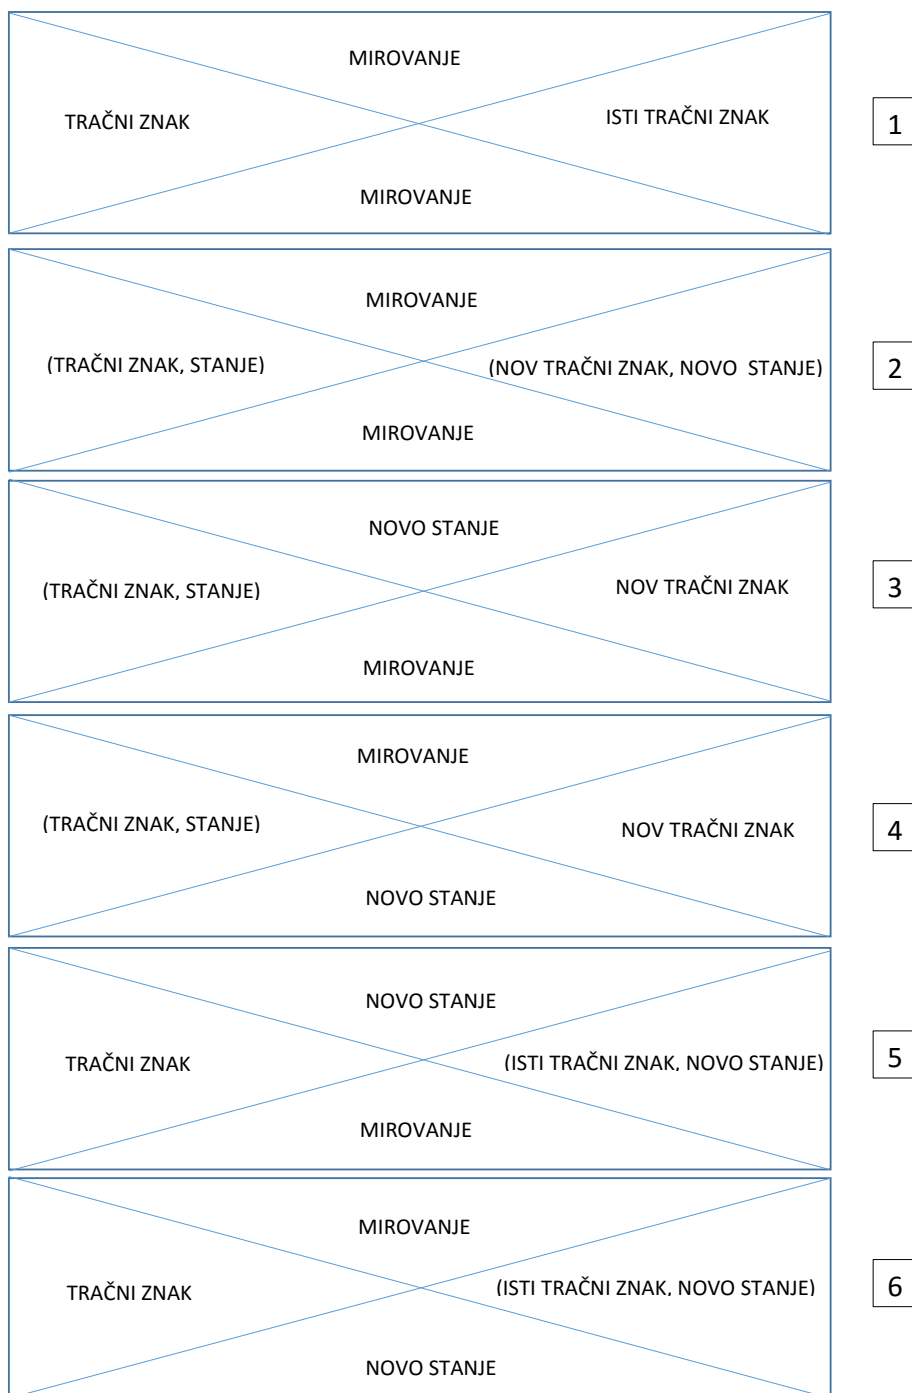 MIROVANJE
TRAČNI ZNAK
ISTI TRAČNI ZNAK
MIROVANJE
1
MIROVANJE
(TRAČNI ZNAK, STANJE)
(NOV TRAČNI ZNAK, NOVO STANJE)
MIROVANJE
2
NOVO STANJE
(TRAČNI ZNAK, STANJE)
NOV TRAČNI ZNAK
MIROVANJE
3
MIROVANJE
(TRAČNI ZNAK, STANJE)
NOV TRAČNI ZNAK
NOVO STANJE
4
NOVO STANJE
TRAČNI ZNAK
(ISTI TRAČNI ZNAK, NOVO STANJE)
MIROVANJE
5
MIROVANJE
TRAČNI ZNAK
(ISTI TRAČNI ZNAK, NOVO STANJE)
NOVO STANJE
6